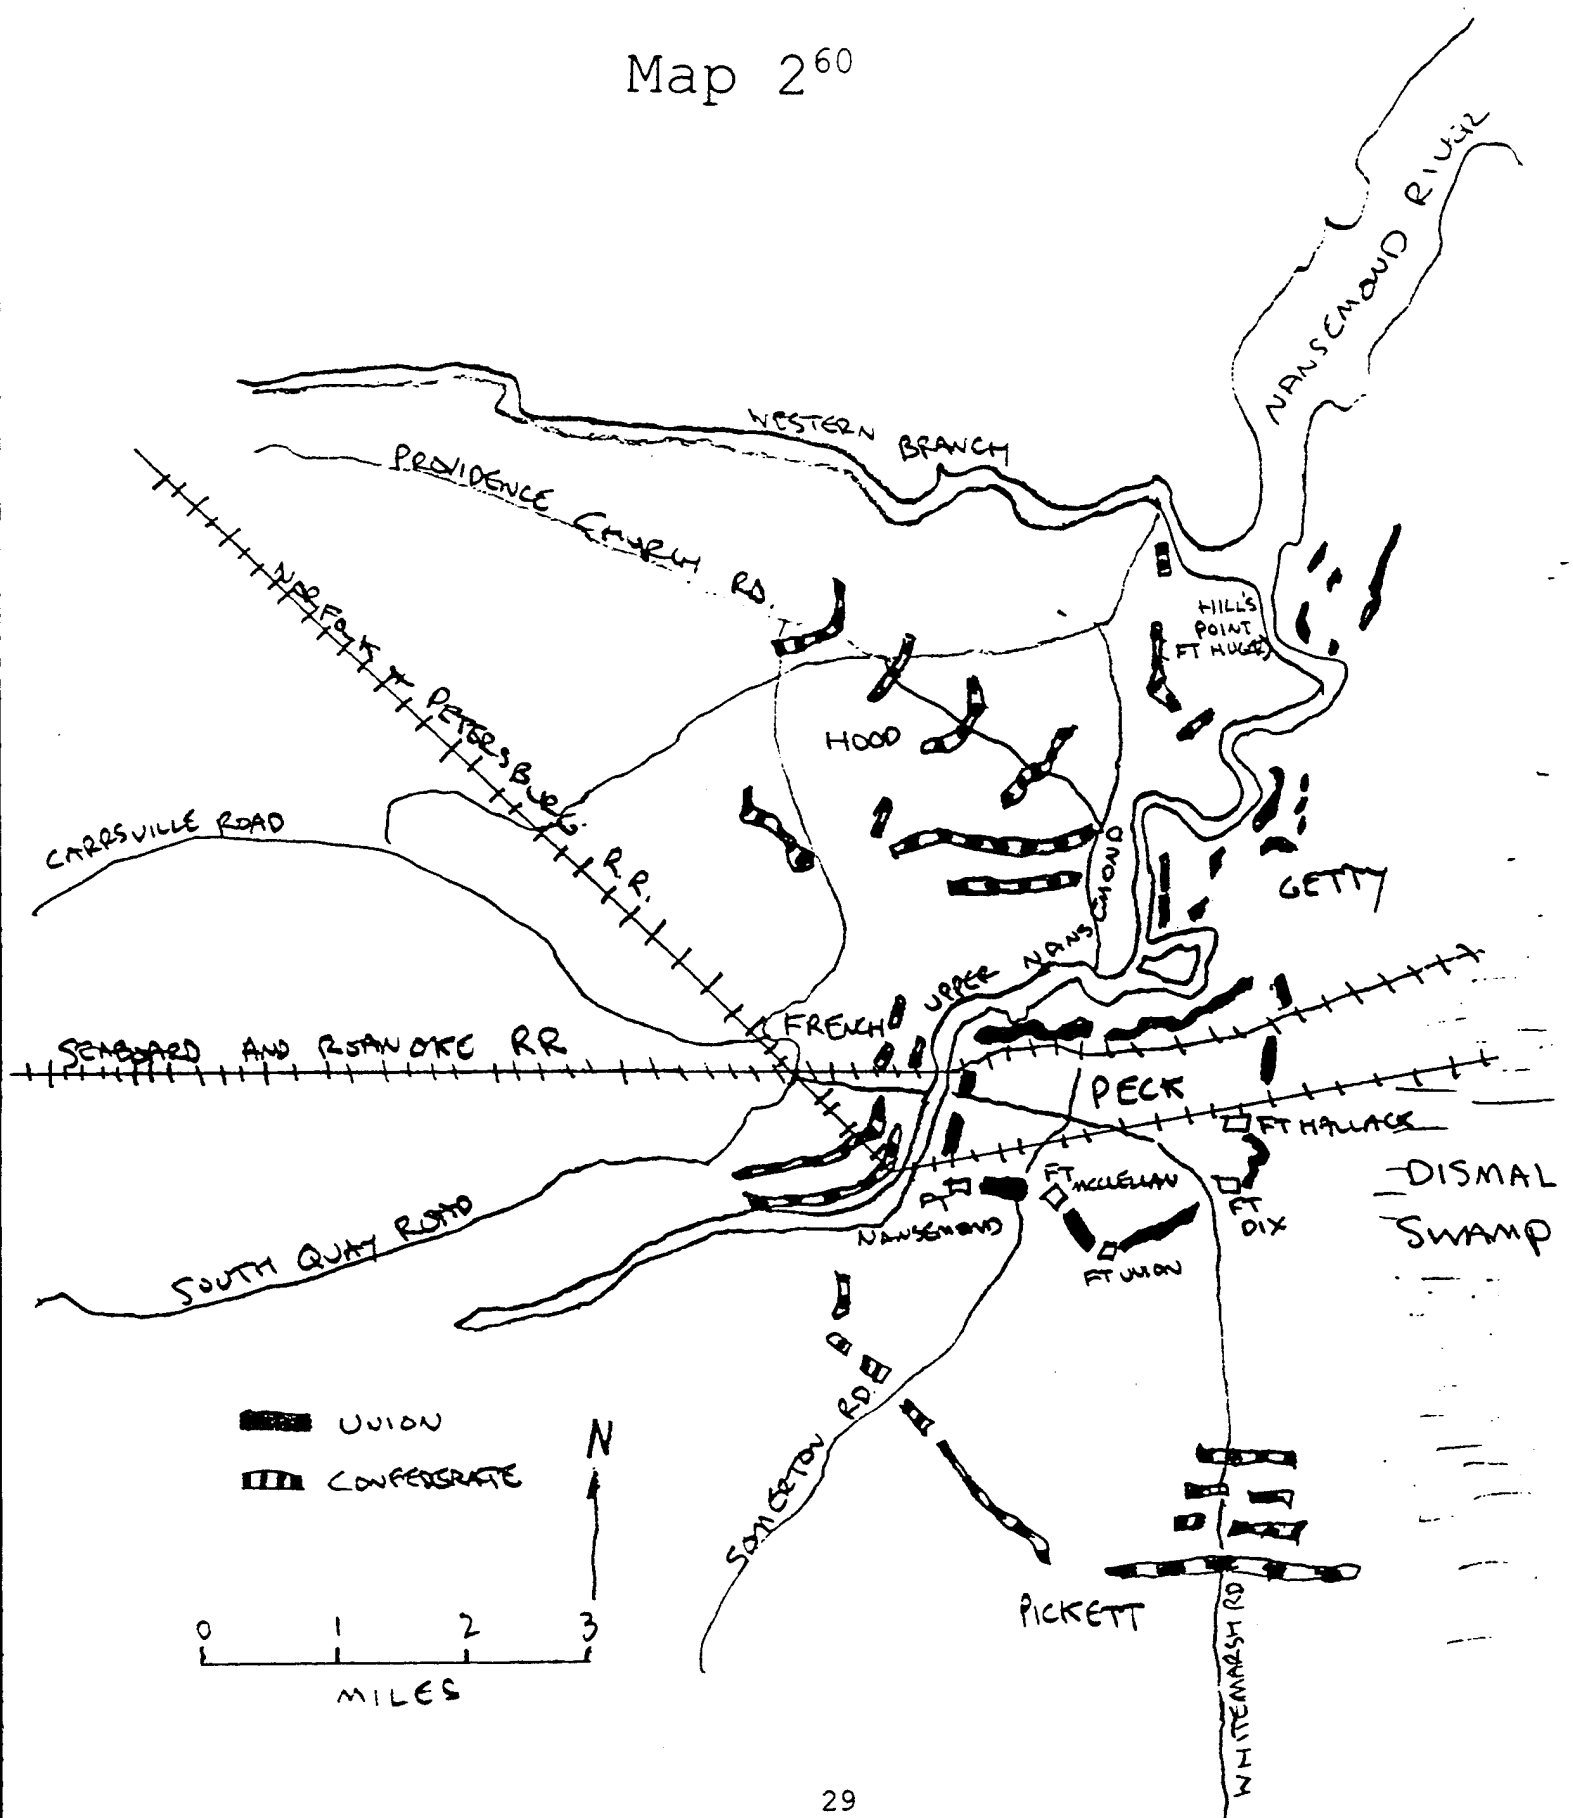 Map 2⁶⁰
NANSEMOND RIVER
WESTERN BRANCH
PROVIDENCE CHURCH RD.
NORFOLK & PETERSBURG. R.R.
HILL'S
POINT
FT HUGER
HOOD
CARRSVILLE ROAD
GETTY
UPPER NANSEMOND
FRENCH
SEABOARD AND ROANOKE RR
PECK
FT HALLACK
DISMAL
SWAMP
FT
MCCLELLAN
FT
DIX
FT
NANSEMOND
FT UNION
SOUTH QUAY ROAD
UNION
CONFEDERATE
N
SOMERTON RD.
PICKETT
WHITEMARSH RD
0 1 2 3
MILES
29